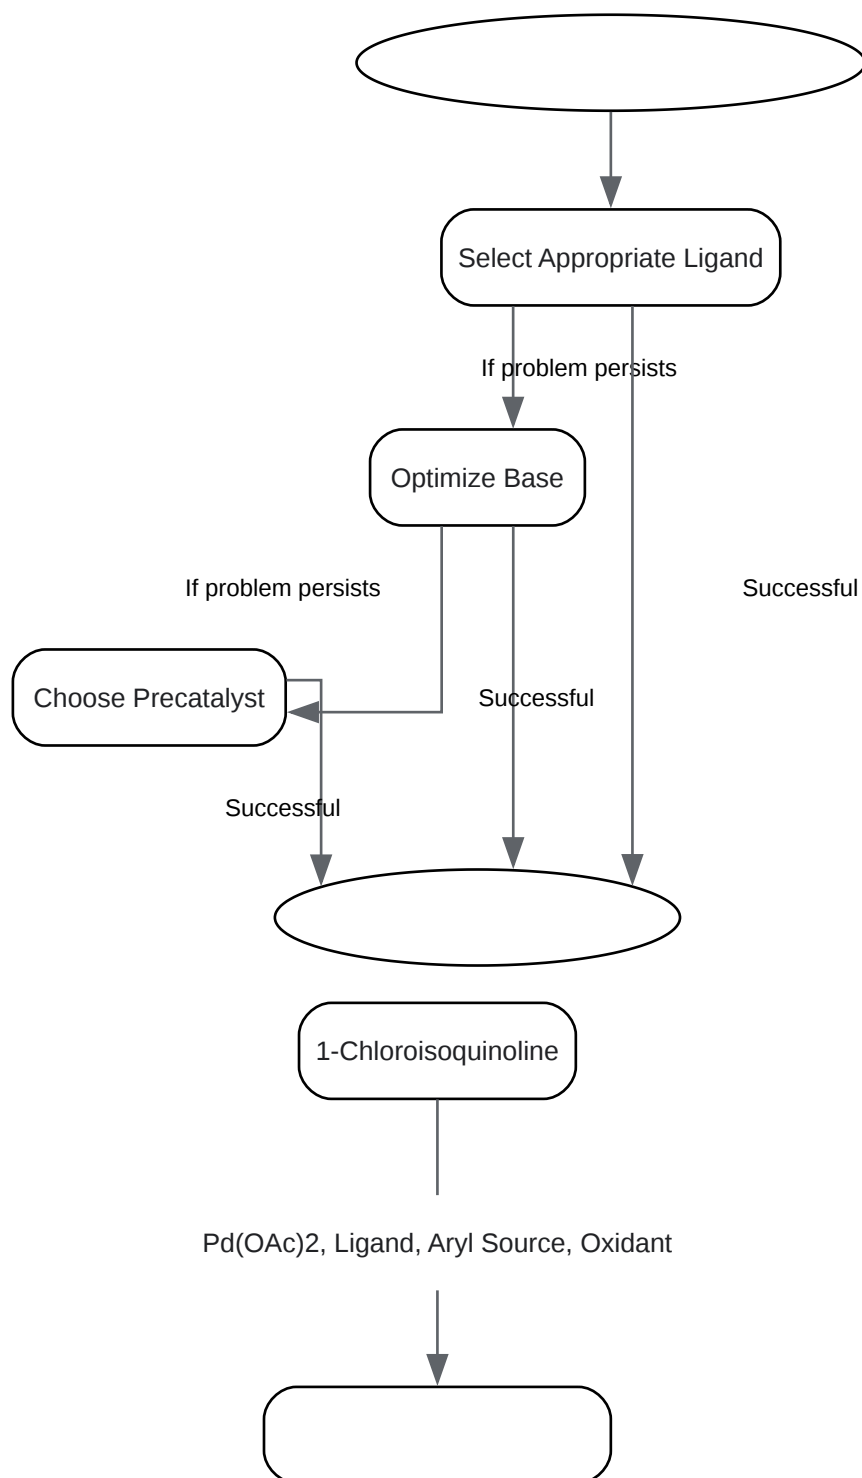 Select Appropriate Ligand
If problem persists
Optimize Base
If problem persists
Successful
Choose Precatalyst
Successful
Successful
1-Chloroisoquinoline
Pd(OAc)2, Ligand, Aryl Source, Oxidant